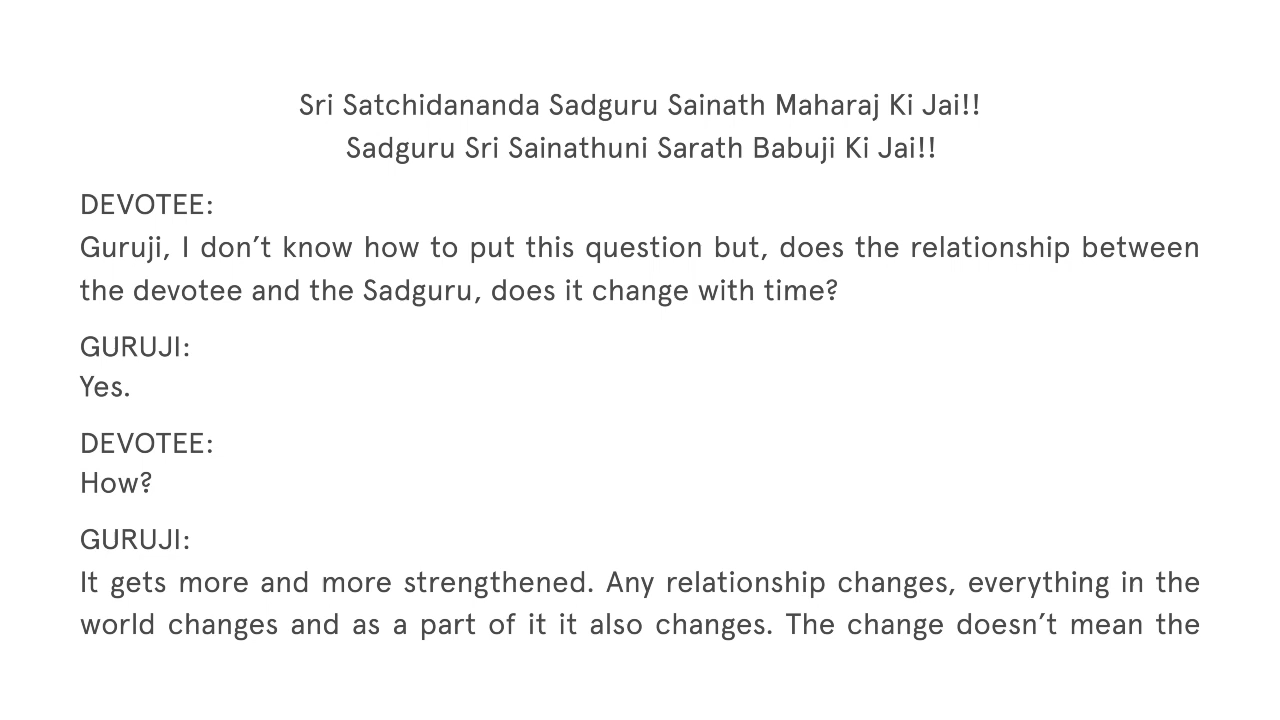 Sri Satchidananda Sadguru Sainath Maharaj Ki Jai!!
Sadguru Sri Sainathuni Sarath Babuji Ki Jai!!
DEVOTEE:
Guruji, I don’t know how to put this question but, does the relationship between
the devotee and the Sadguru, does it change with time?
GURUJI:
Yes.
DEVOTEE:
How?
GURUJI:
It gets more and more strengthened. Any relationship changes, everything in the
world changes and as a part of it it also changes. The change doesn’t mean the